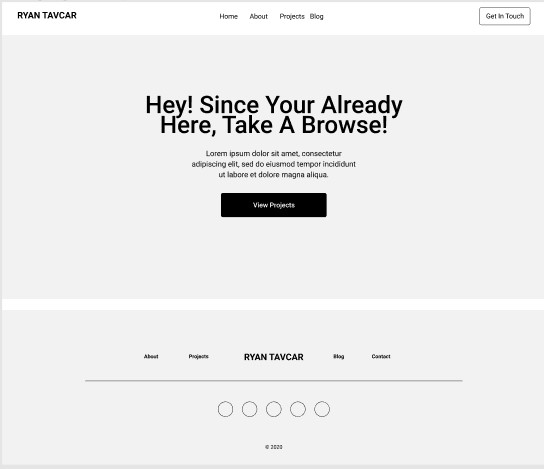 RYAN TAVCAR
Home About Projects Blog
Get In Touch
Hey! Since Your Already
Here, Take A Browse!
Lorem ipsum dolor sit amet, consectetur
adipiscing elit, sed do eiusmod tempor incididunt
ut labore et dolore magna aliqua.
View Projects
About Projects RYAN TAVCAR Blog Contact
© 2020